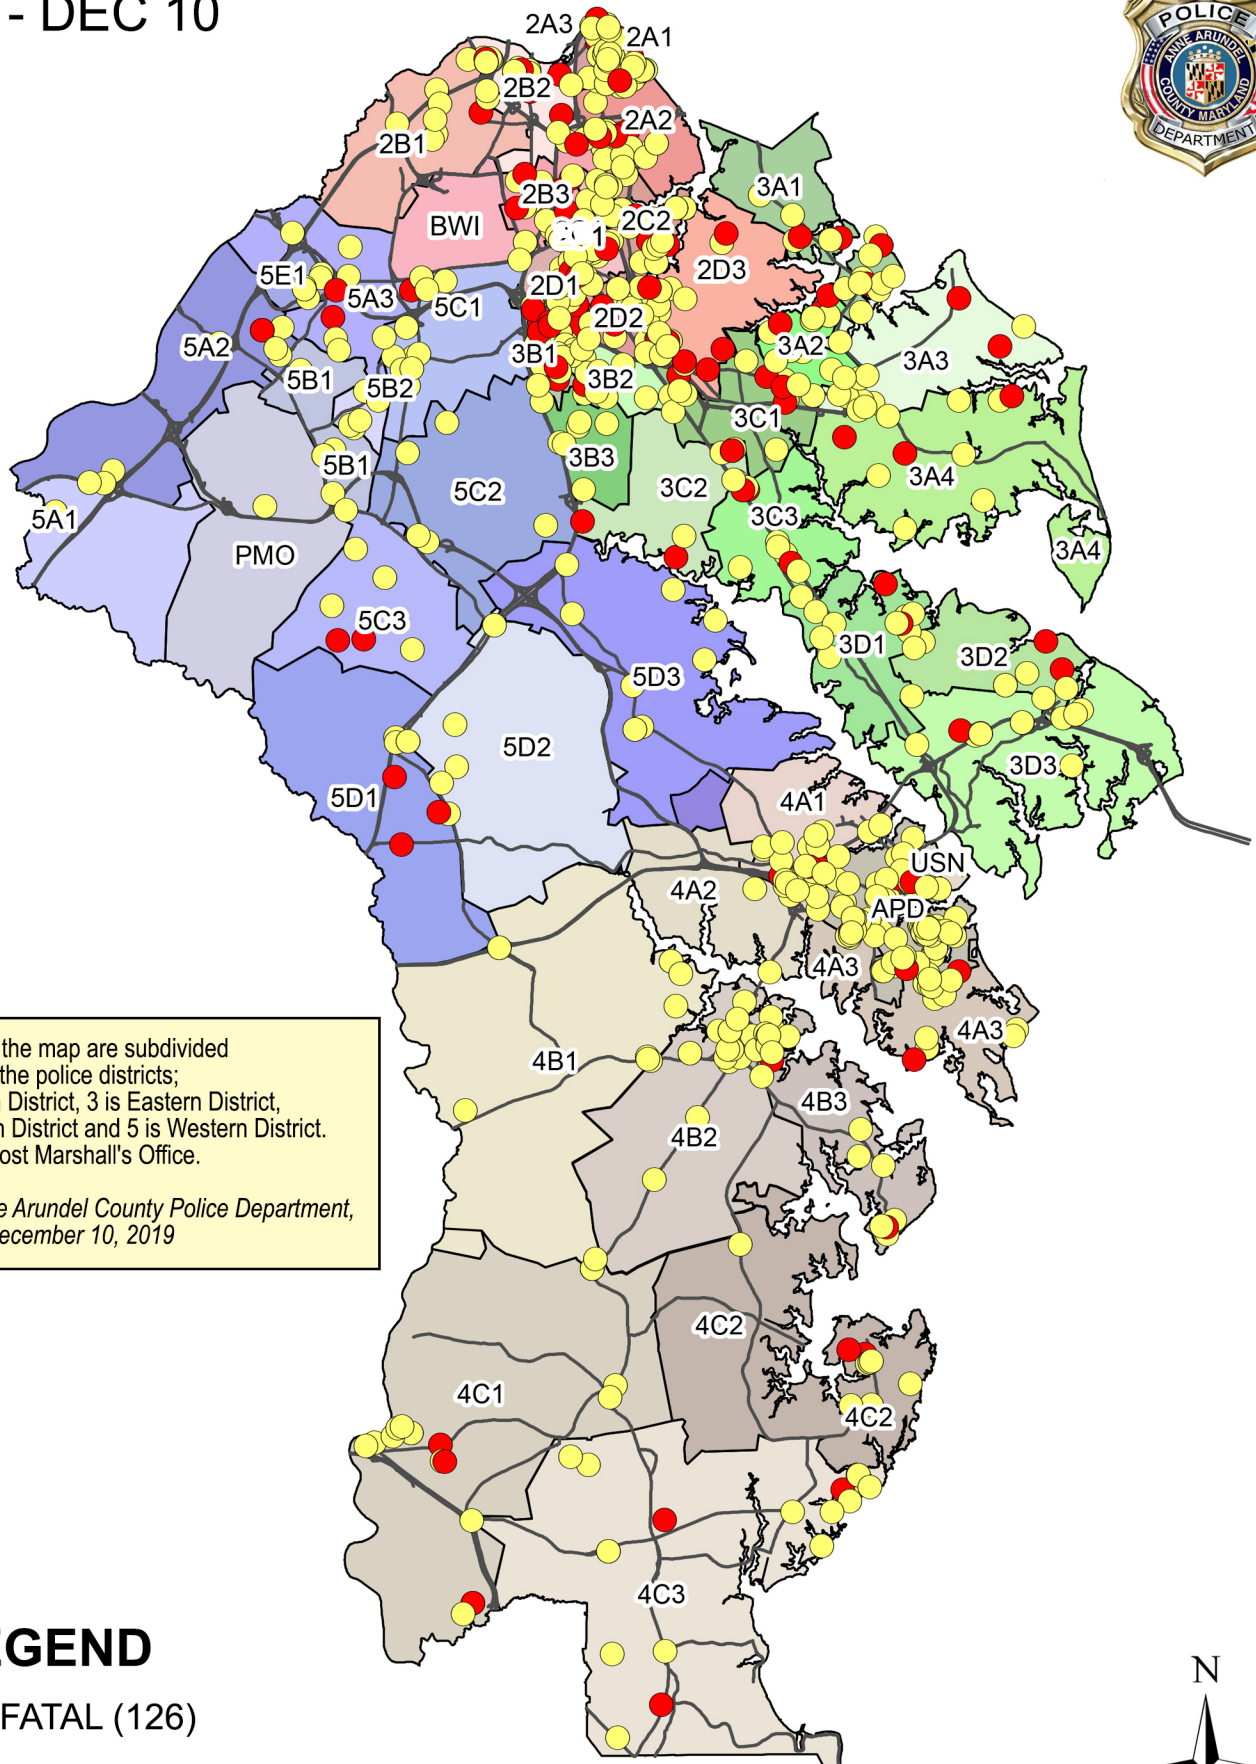 - DEC 10
POLICE
ANNE ARUNDEL
COUNTY MARYLAND
DEPARTMENT
2A3
2A1
2B2
2A2
2B1
3A1
2B3
BWI
2C2
2D3
5E1
2D1
5A3
5C1
2D2
5A2
3A2
3B1
3A3
5B1
3B2
5B2
3C1
3B3
5B1
3A4
5C2
3C2
5A1
3C3
PMO
3A4
5C3
3D1
3D2
5D3
5D2
3D3
5D1
4A1
USN
4A2
APD
4A3
4A3
4B1
4B3
4B2
4C2
4C1
4C2
4C3
the map are subdivided
the police districts;
District, 3 is Eastern District,
District and 5 is Western District.
Marshall's Office.
Arundel County Police Department,
10, 2019
FATAL (126)
N